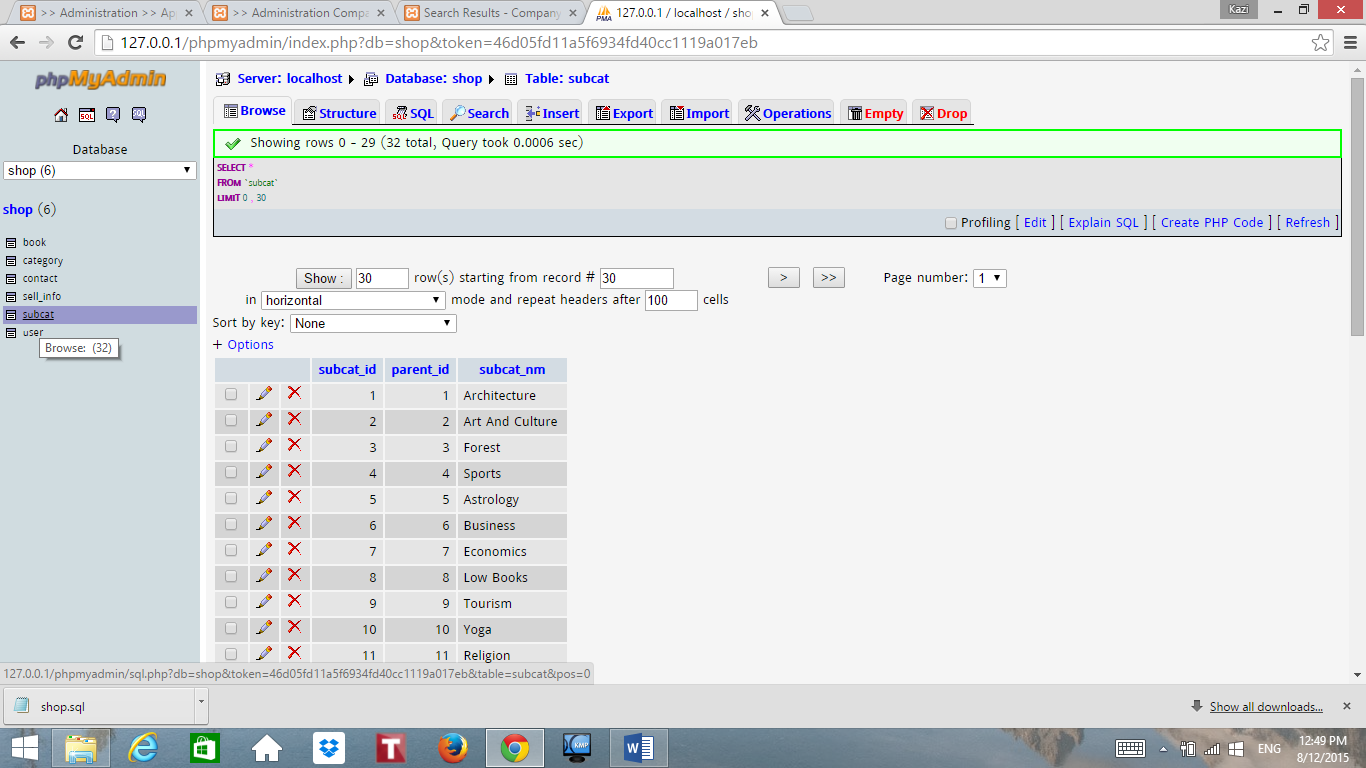 >> Administration >> Ap
>> Administration Compa
Search Results - Company
127.0.0.1 / localhost / sho
Kazi
127.0.0.1/phpmyadmin/index.php?db=shop&token=46d05fd11a5f6934fd40cc1119a017eb
phpMyAdmin
Server: localhost Database: shop Table: subcat
Browse Structure SQL Search Insert Export Import Operations Empty Drop
SQL
Database
shop (6)
shop (6)
book
category
contact
sell_info
subcat
user
Browse: (32)
Showing rows 0 - 29 (32 total, Query took 0.0006 sec)
SELECT *
FROM `subcat`
LIMIT 0 , 30
Profiling [ Edit ] [ Explain SQL ] [ Create PHP Code ] [ Refresh ]
Show : 30 row(s) starting from record # 30 > >> Page number: 1
in horizontal mode and repeat headers after 100 cells
Sort by key: None
+ Options
subcat_id parent_id subcat_nm
1 1 Architecture
2 2 Art And Culture
3 3 Forest
4 4 Sports
5 5 Astrology
6 6 Business
7 7 Economics
8 8 Low Books
9 9 Tourism
10 10 Yoga
11 11 Religion
127.0.0.1/phpmyadmin/sql.php?db=shop&token=46d05fd11a5f6934fd40cc1119a017eb&table=subcat&pos=0
shop.sql
Show all downloads...
ENG
12:49 PM
8/12/2015